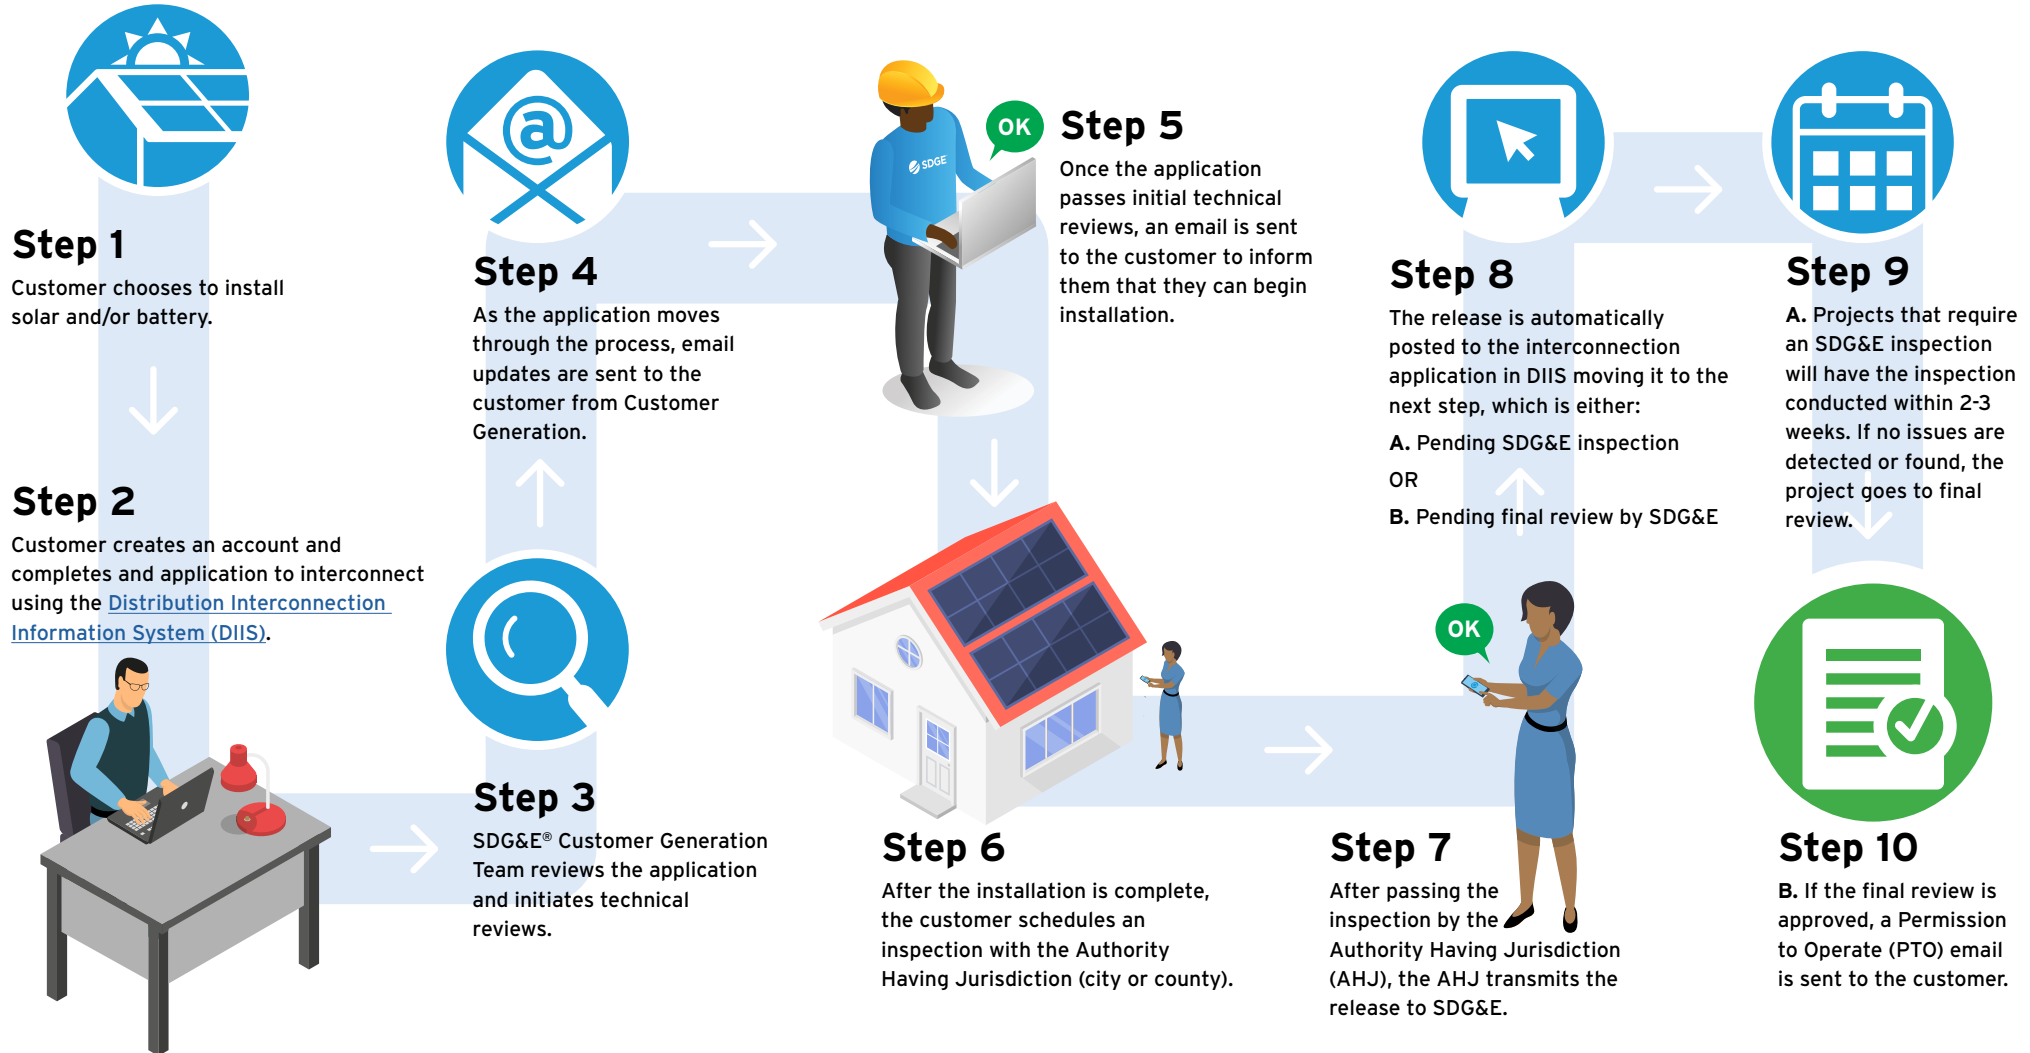 Step 1
Customer chooses to install
solar and/or battery.
Step 2
Customer creates an account and
completes and application to interconnect
using the Distribution Interconnection
Information System (DIIS).
Step 3
SDG&E® Customer Generation
Team reviews the application
and initiates technical
reviews.
Step 4
As the application moves
through the process, email
updates are sent to the
customer from Customer
Generation.
SDGE
OK
Step 5
Once the application
passes initial technical
reviews, an email is sent
to the customer to inform
them that they can begin
installation.
Step 6
After the installation is complete,
the customer schedules an
inspection with the Authority
Having Jurisdiction (city or county).
OK
Step 7
After passing the
inspection by the
Authority Having Jurisdiction
(AHJ), the AHJ transmits the
release to SDG&E.
Step 8
The release is automatically
posted to the interconnection
application in DIIS moving it to the
next step, which is either:
A. Pending SDG&E inspection
OR
B. Pending final review by SDG&E
Step 9
A. Projects that require
an SDG&E inspection
will have the inspection
conducted within 2-3
weeks. If no issues are
detected or found, the
project goes to final
review.
Step 10
B. If the final review is
approved, a Permission
to Operate (PTO) email
is sent to the customer.